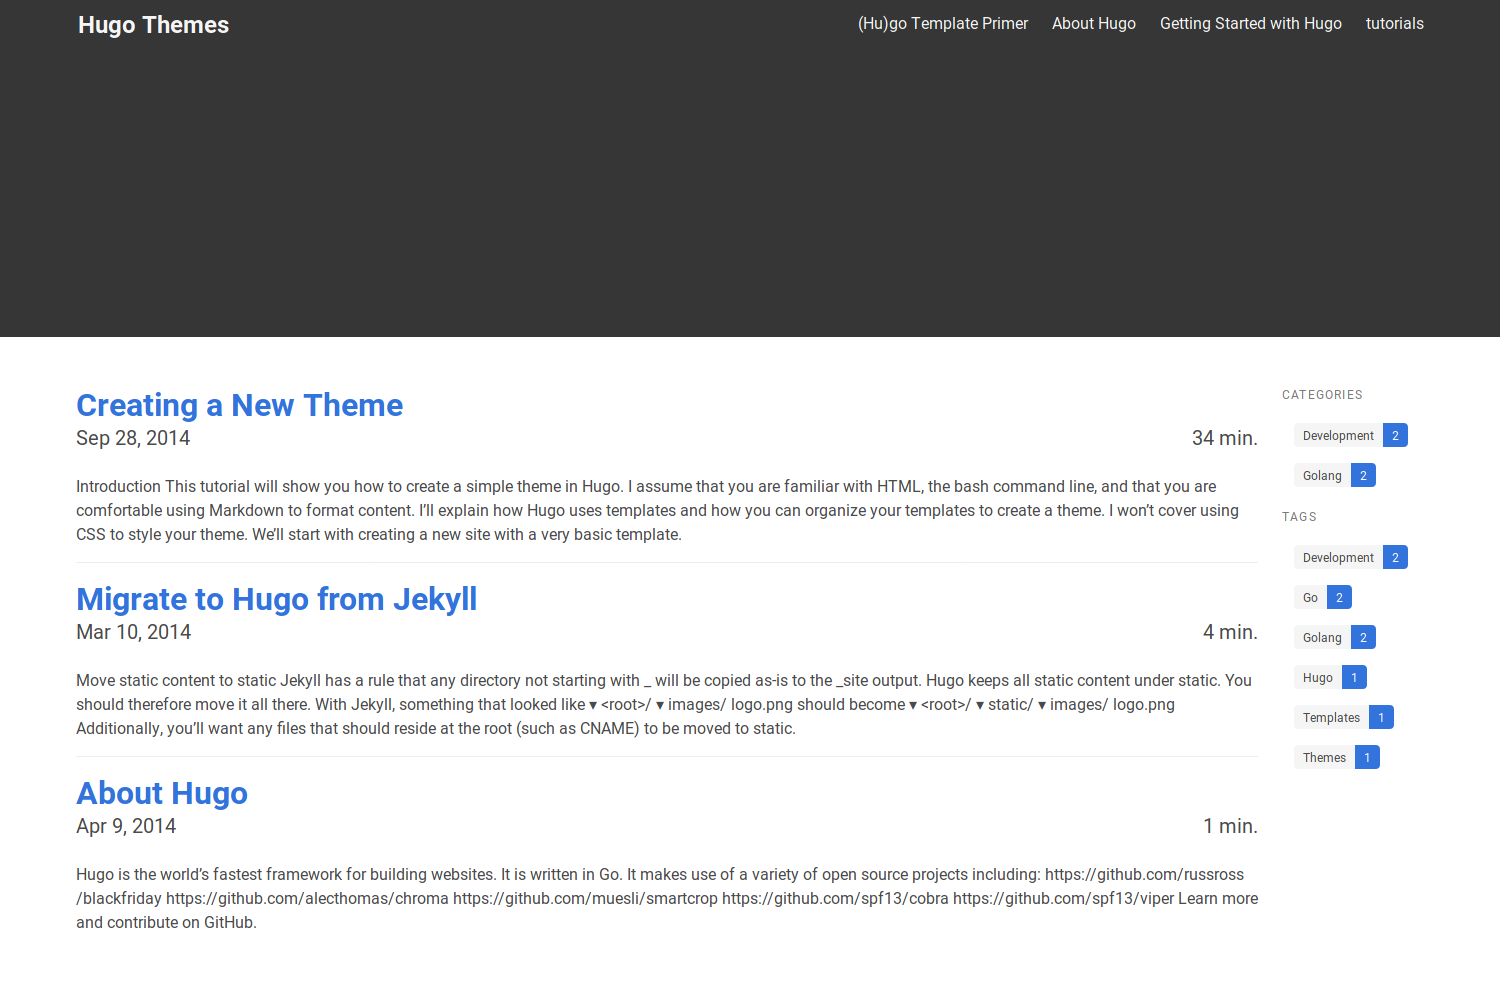 Hugo Themes
(Hu)go Template Primer About Hugo Getting Started with Hugo tutorials
Creating a New Theme
Sep 28, 2014 34 min.
Introduction This tutorial will show you how to create a simple theme in Hugo. I assume that you are familiar with HTML, the bash command line, and that you are
comfortable using Markdown to format content. I’ll explain how Hugo uses templates and how you can organize your templates to create a theme. I won’t cover using
CSS to style your theme. We’ll start with creating a new site with a very basic template.
Migrate to Hugo from Jekyll
Mar 10, 2014 4 min.
Move static content to static Jekyll has a rule that any directory not starting with _ will be copied as-is to the _site output. Hugo keeps all static content under static. You
should therefore move it all there. With Jekyll, something that looked like ▾ <root>/ ▾ images/ logo.png should become ▾ <root>/ ▾ static/ ▾ images/ logo.png
Additionally, you’ll want any files that should reside at the root (such as CNAME) to be moved to static.
About Hugo
Apr 9, 2014 1 min.
Hugo is the world’s fastest framework for building websites. It is written in Go. It makes use of a variety of open source projects including: https://github.com/russross
/blackfriday https://github.com/alecthomas/chroma https://github.com/muesli/smartcrop https://github.com/spf13/cobra https://github.com/spf13/viper Learn more
and contribute on GitHub.
CATEGORIES
Development 2
Golang 2
TAGS
Development 2
Go 2
Golang 2
Hugo 1
Templates 1
Themes 1